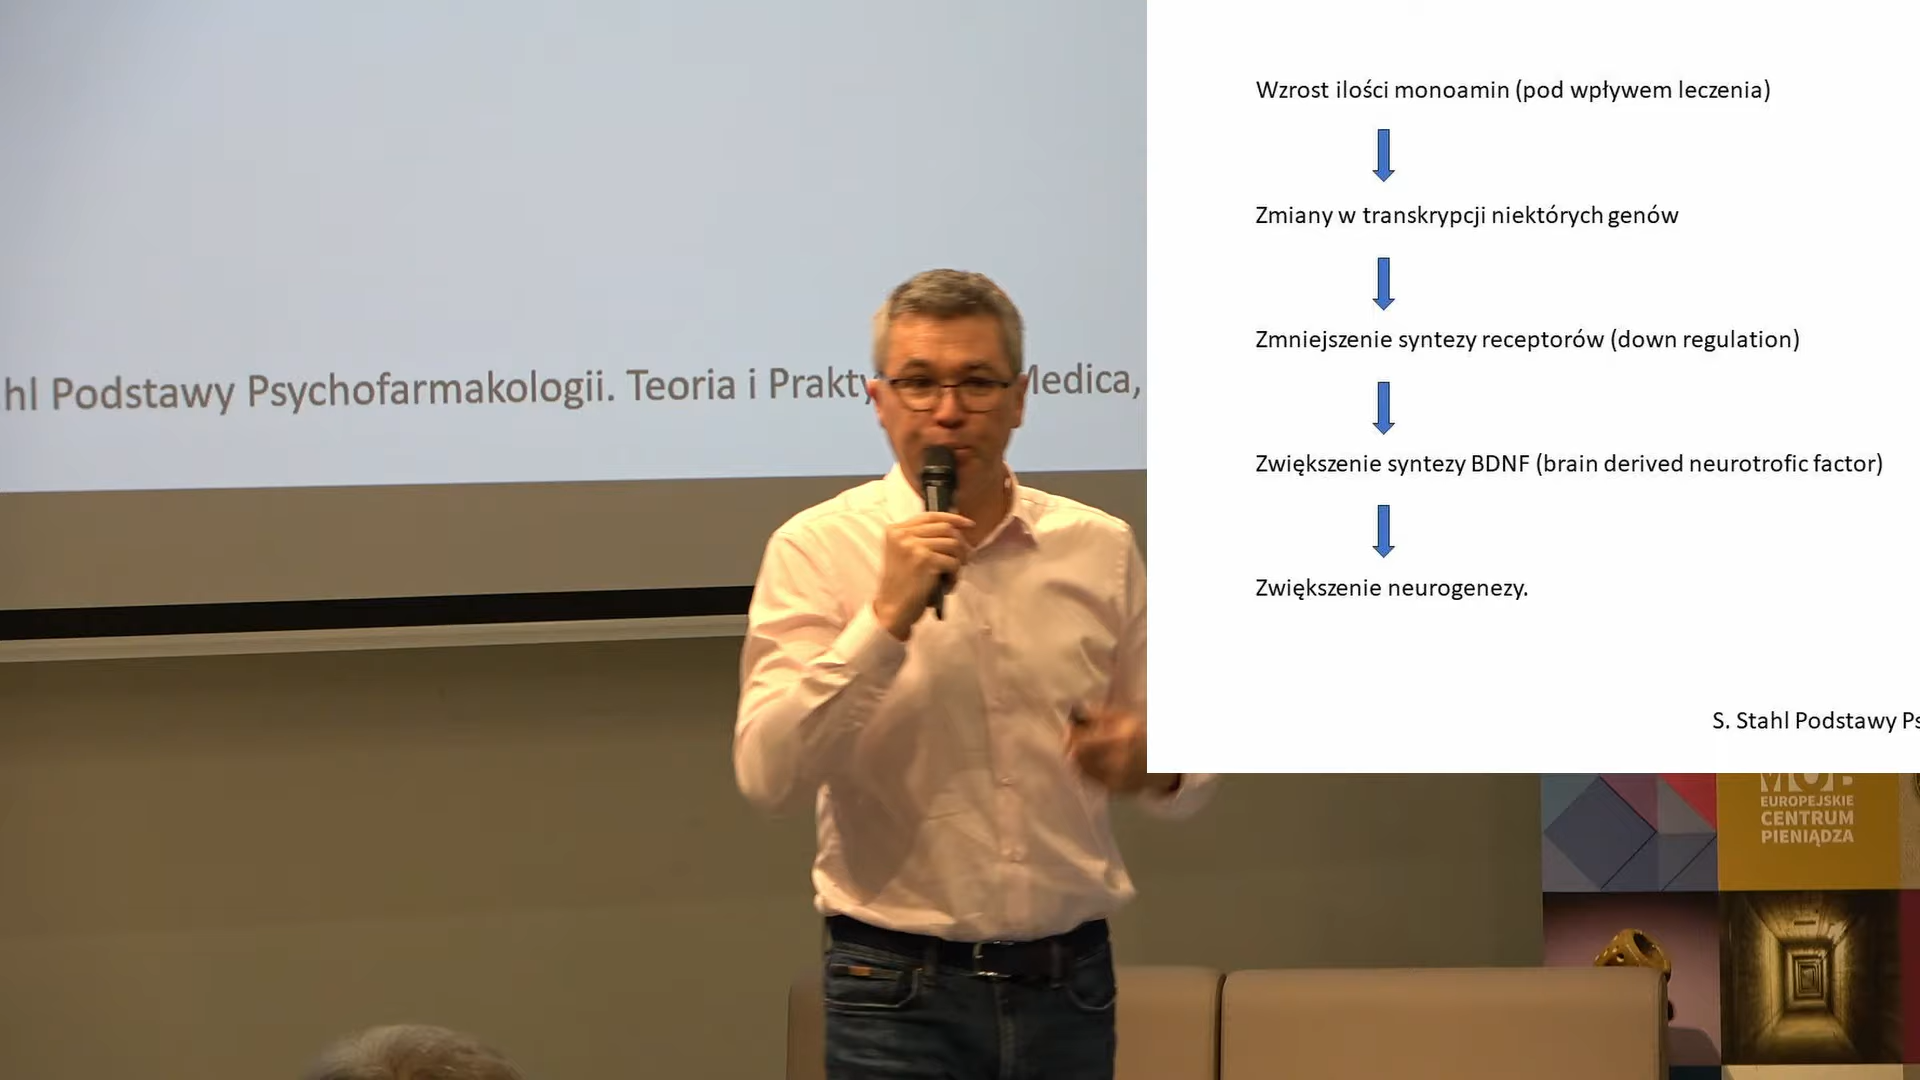 hl Podstawy Psychofarmakologii. Teoria i Prakty Medica,
Wzrost ilości monoamin (pod wpływem leczenia)
Zmiany w transkrypcji niektórych genów
Zmniejszenie syntezy receptorów (down regulation)
Zwiększenie syntezy BDNF (brain derived neurotrofic factor)
Zwiększenie neurogenezy.
S. Stahl Podstawy Ps
EUROPEJSKIE
CENTRUM
PIENIĄDZA